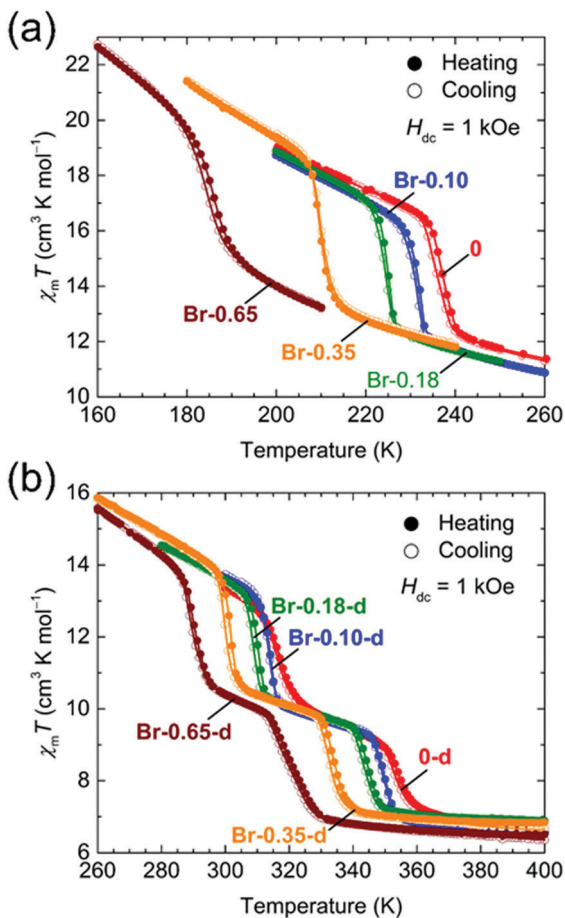 (a)
22
20
18
16
14
12
10
χmT (cm³ K mol⁻¹)
Heating
Cooling
Hdc = 1 kOe
Br-0.10
0
Br-0.65
Br-0.35
Br-0.18
160 180 200 220 240 260
Temperature (K)
(b)
16
14
12
10
8
6
χmT (cm³ K mol⁻¹)
Heating
Cooling
Hdc = 1 kOe
Br-0.18-d
Br-0.10-d
Br-0.65-d
0-d
Br-0.35-d
260 280 300 320 340 360 380 400
Temperature (K)